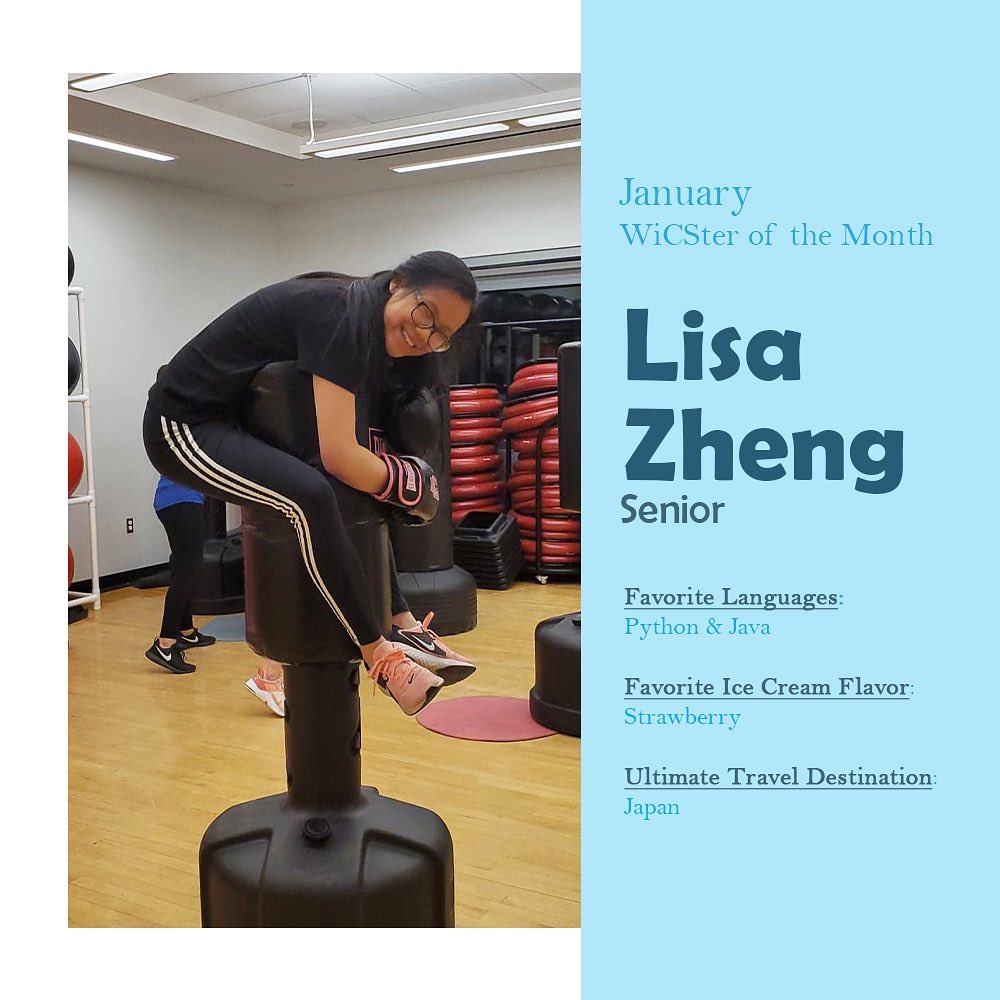 January
WiCSter of the Month
Lisa
Zheng
Senior
Favorite Languages:
Python & Java
Favorite Ice Cream Flavor:
Strawberry
Ultimate Travel Destination:
Japan